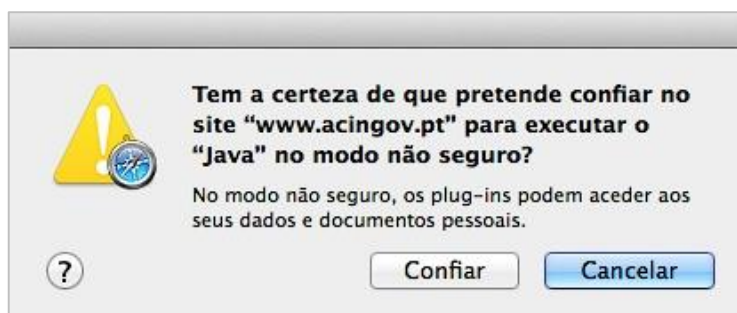 Tem a certeza de que pretende confiar no
site “www.acingov.pt” para executar o
“Java” no modo não seguro?
No modo não seguro, os plug-ins podem aceder aos
seus dados e documentos pessoais.
?
Confiar
Cancelar